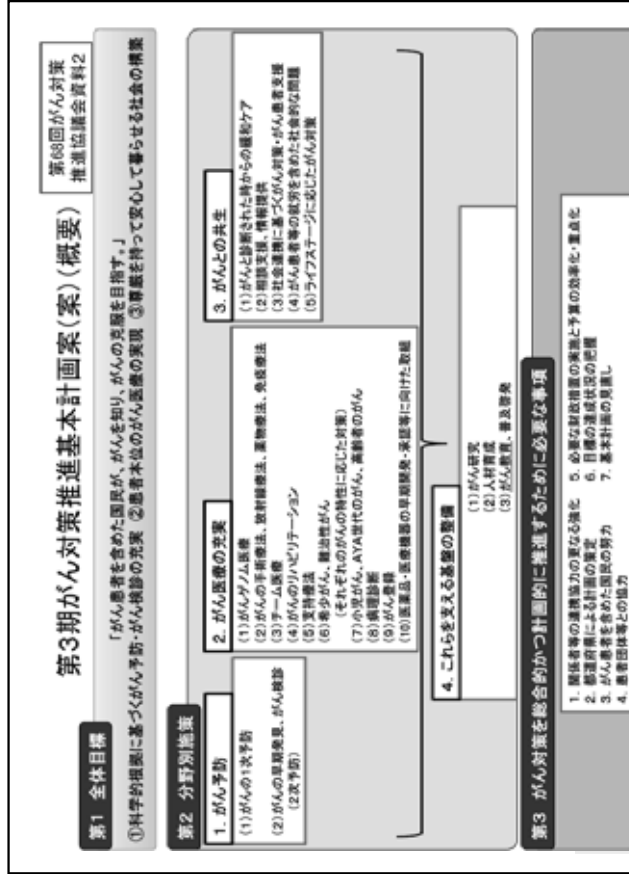 第3期がん対策推進基本計画案(案)(概要)
第68回がん対策
推進協議会資料2
第1 全体目標
「がん患者を含めた国民が、がんを知り、がんの克服を目指す。」
①科学的根拠に基づくがん予防・がん検診の充実 ②患者本位のがん医療の実現 ③尊厳を持って安心して暮らせる社会の構築
第2 分野別施策
1. がん予防
(1)がんの1次予防
(2)がんの早期発見、がん検診
(2次予防)
2. がん医療の充実
(1)がんゲノム医療
(2)がんの手術療法、放射線療法、薬物療法、免疫療法
(3)チーム医療
(4)がんのリハビリテーション
(5)支持療法
(6)希少がん、難治性がん
(それぞれのがんの特性に応じた対策)
(7)小児がん、AYA世代のがん、高齢者のがん
(8)病理診断
(9)がん登録
(10)医薬品・医療機器の早期開発・承認等に向けた取組
3. がんとの共生
(1)がんと診断された時からの緩和ケア
(2)相談支援、情報提供
(3)社会連携に基づくがん対策・がん患者支援
(4)がん患者等の就労を含めた社会的な問題
(5)ライフステージに応じたがん対策
4. これらを支える基盤の整備
(1)がん研究
(2)人材育成
(3)がん教育、普及啓発
第3 がん対策を総合的かつ計画的に推進するために必要な事項
1. 関係者等の連携協力の更なる強化
2. 都道府県による計画の策定
3. がん患者を含めた国民の努力
4. 患者団体等との協力
5. 必要な財政措置の実施と予算の効率化・重点化
6. 目標の達成状況の把握
7. 基本計画の見直し